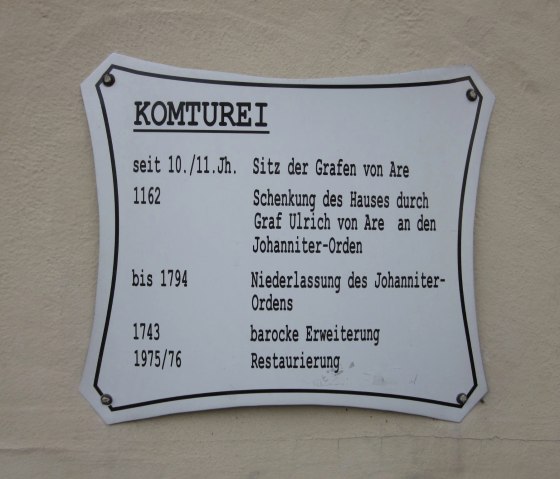 KOMTUREI
seit 10./11.Jh. Sitz der Grafen von Are
1162 Schenkung des Hauses durch
Graf Ulrich von Are an den
Johanniter-Orden
bis 1794 Niederlassung des Johanniter-
Ordens
1743 barocke Erweiterung
1975/76 Restaurierung